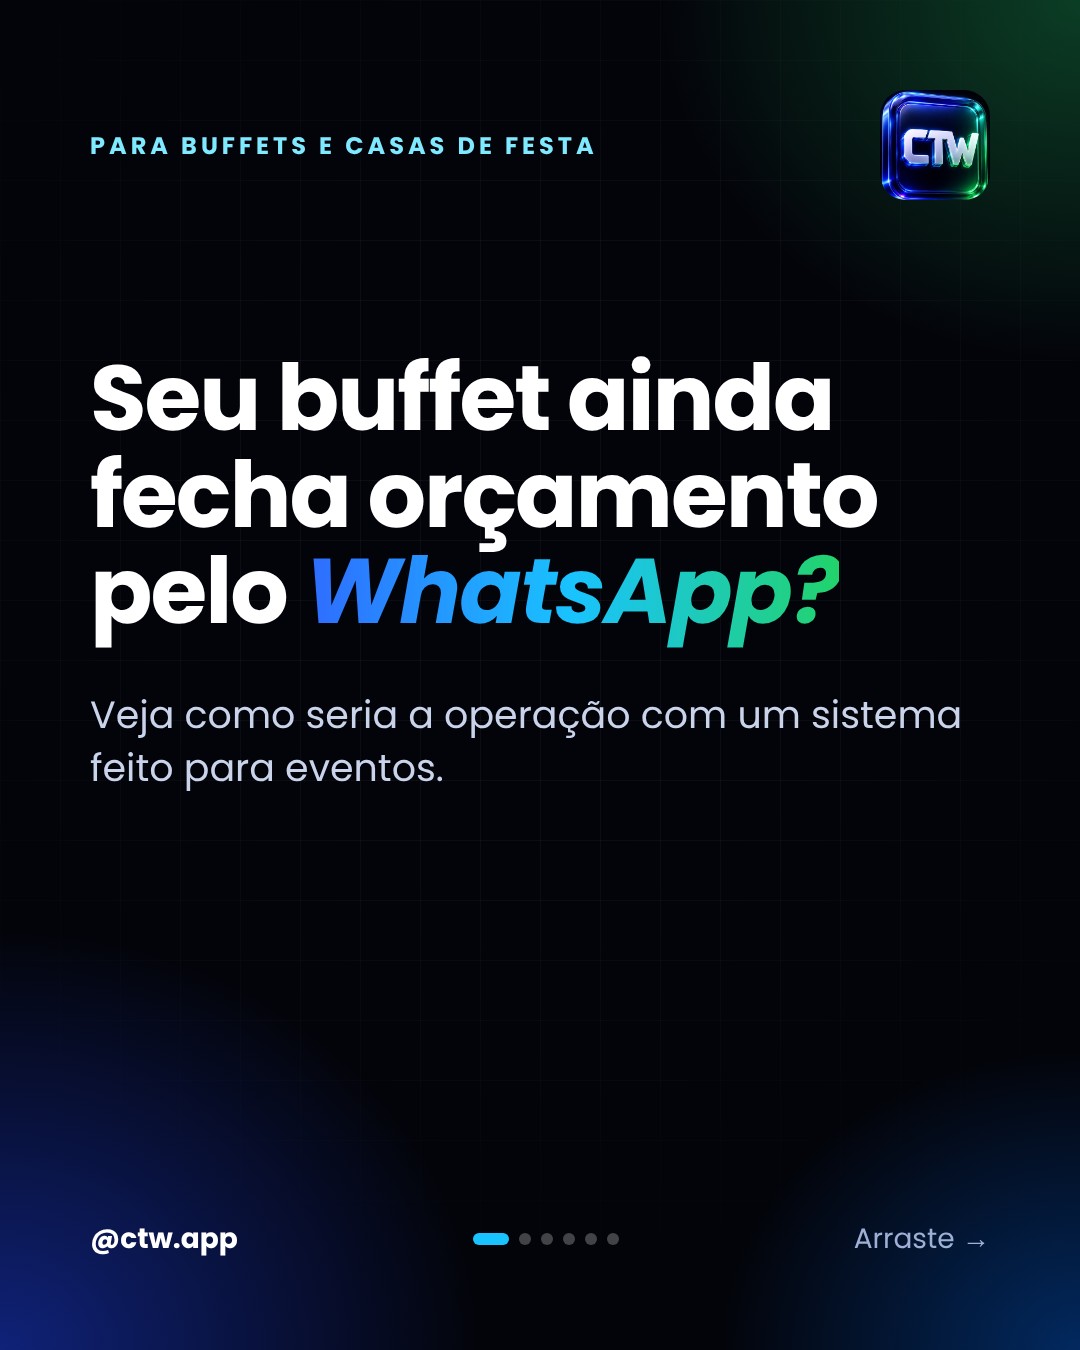 PARA BUFFETS E CASAS DE FESTA
CTW
Seu buffet ainda
fecha orçamento
pelo WhatsApp?
Veja como seria a operação com um sistema
feito para eventos.
@ctw.app
Arraste →